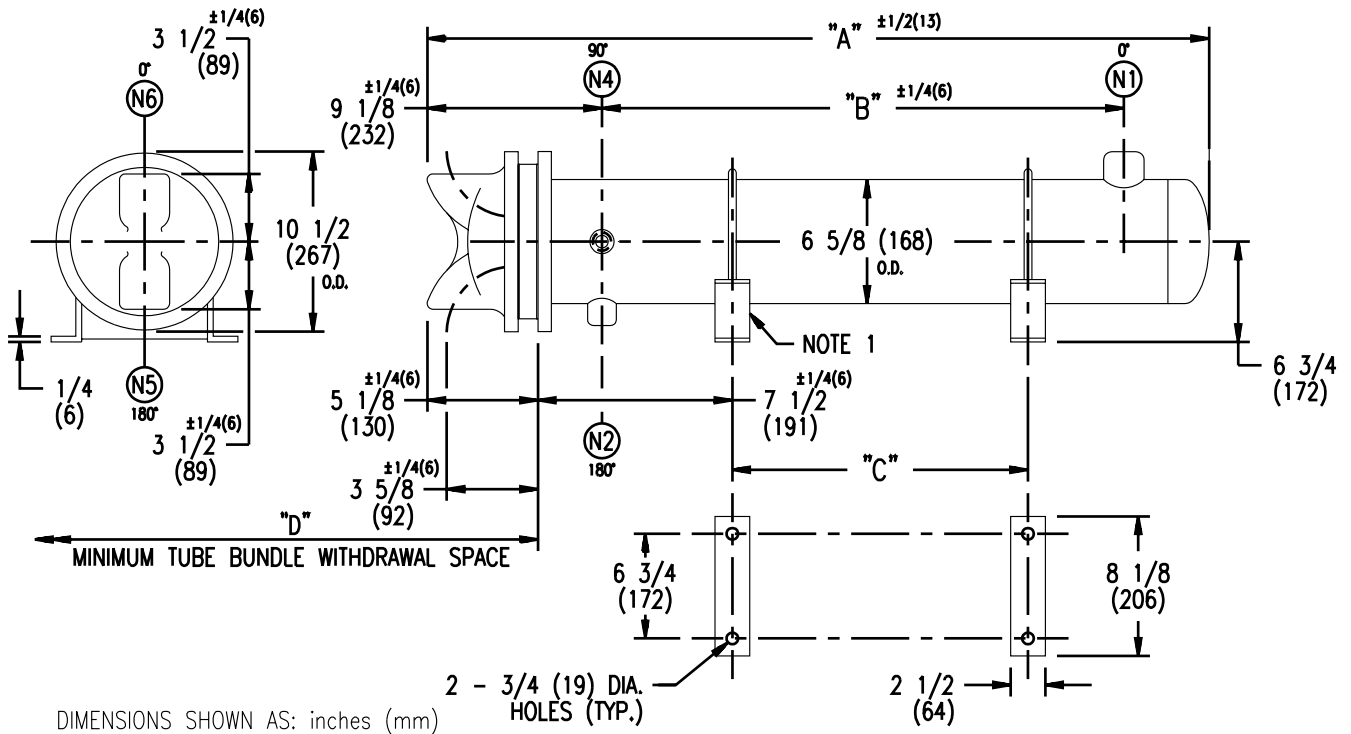 ±1/4(6)
3 1/2
(89)
0°
N6
10 1/2
(267)
O.D.
1/4
(6)
N5
180°
±1/4(6)
3 1/2
(89)
"A" ±1/2(13)
90°
N4
0°
N1
±1/4(6)
9 1/8
(232)
"B" ±1/4(6)
6 5/8 (168)
O.D.
NOTE 1
6 3/4
(172)
±1/4(6)
5 1/8
(130)
±1/4(6)
7 1/2
(191)
N2
180°
±1/4(6)
3 5/8
(92)
"C"
"D"
MINIMUM TUBE BUNDLE WITHDRAWAL SPACE
6 3/4
(172)
8 1/8
(206)
2 - 3/4 (19) DIA.
HOLES (TYP.)
2 1/2
(64)
DIMENSIONS SHOWN AS: inches (mm)